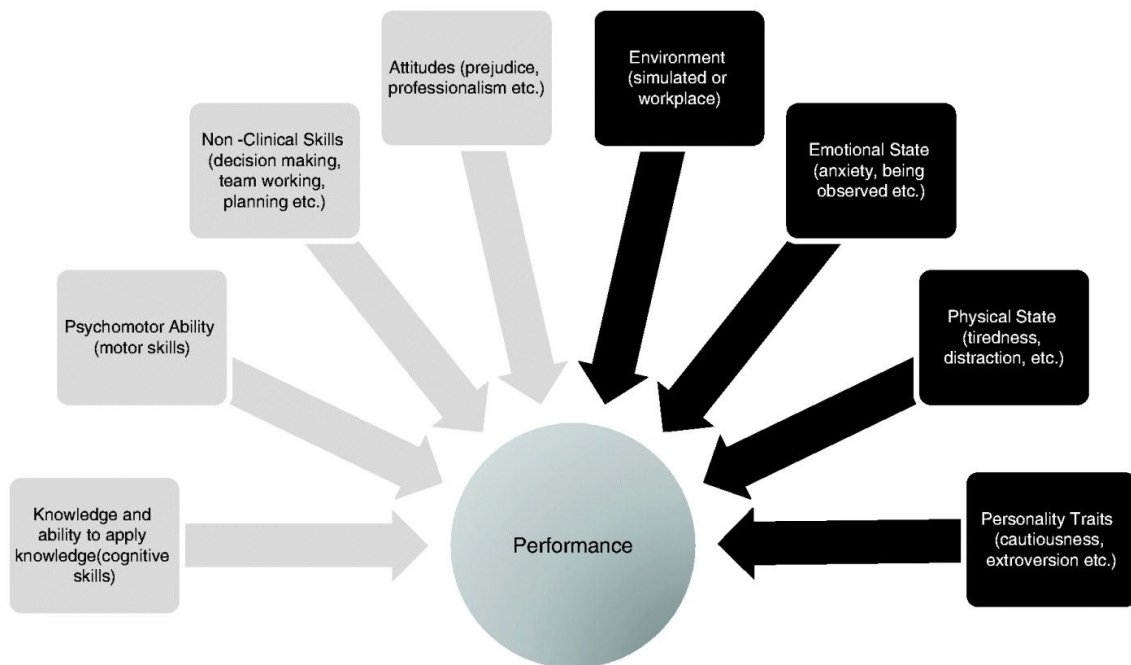 Attitudes (prejudice,
professionalism etc.)
Environment
(simulated or
workplace)
Non -Clinical Skills
(decision making,
team working,
planning etc.)
Emotional State
(anxiety, being
observed etc.)
Psychomotor Ability
(motor skills)
Physical State
(tiredness,
distraction, etc.)
Knowledge and
ability to apply
knowledge(cognitive
skills)
Performance
Personality Traits
(cautiousness,
extroversion etc.)